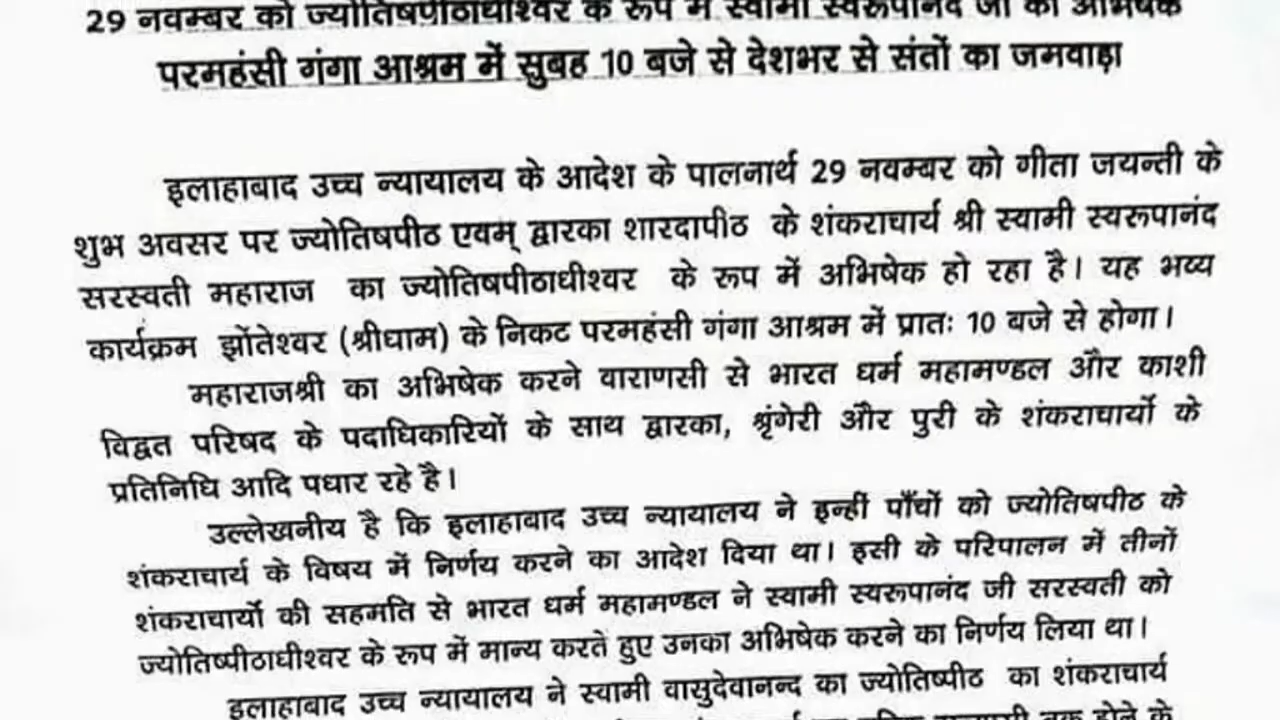 29 नवम्बर को ज्योतिषपीठाधीश्वर के रूप में स्वामी स्वरूपानंद जी का अभिषेक
परमहंसी गंगा आश्रम में सुबह 10 बजे से देशभर से संतों का जमवाड़ा
इलाहाबाद उच्च न्यायालय के आदेश के पालनार्थ 29 नवम्बर को गीता जयन्ती के
शुभ अवसर पर ज्योतिषपीठ एवम् द्वारका शारदापीठ के शंकराचार्य श्री स्वामी स्वरूपानंद
सरस्वती महाराज का ज्योतिषपीठाधीश्वर के रूप में अभिषेक हो रहा है। यह भव्य
कार्यक्रम झोंतेश्वर (श्रीधाम) के निकट परमहंसी गंगा आश्रम में प्रातः 10 बजे से होगा।
महाराजश्री का अभिषेक करने वाराणसी से भारत धर्म महामण्डल और काशी
विद्वत परिषद के पदाधिकारियों के साथ द्वारका, श्रृंगेरी और पुरी के शंकराचार्यो के
प्रतिनिधि आदि पधार रहे है।
उल्लेखनीय है कि इलाहाबाद उच्च न्यायालय ने इन्हीं पाँचों को ज्योतिषपीठ के
शंकराचार्य के विषय में निर्णय करने का आदेश दिया था। इसी के परिपालन में तीनों
शंकराचार्यो की सहमति से भारत धर्म महामण्डल ने स्वामी स्वरूपानंद जी सरस्वती को
ज्योतिष्पीठाधीश्वर के रूप में मान्य करते हुए उनका अभिषेक करने का निर्णय लिया था।
इलाहाबाद उच्च न्यायालय ने स्वामी वासुदेवानन्द का ज्योतिष्पीठ का शंकराचार्य